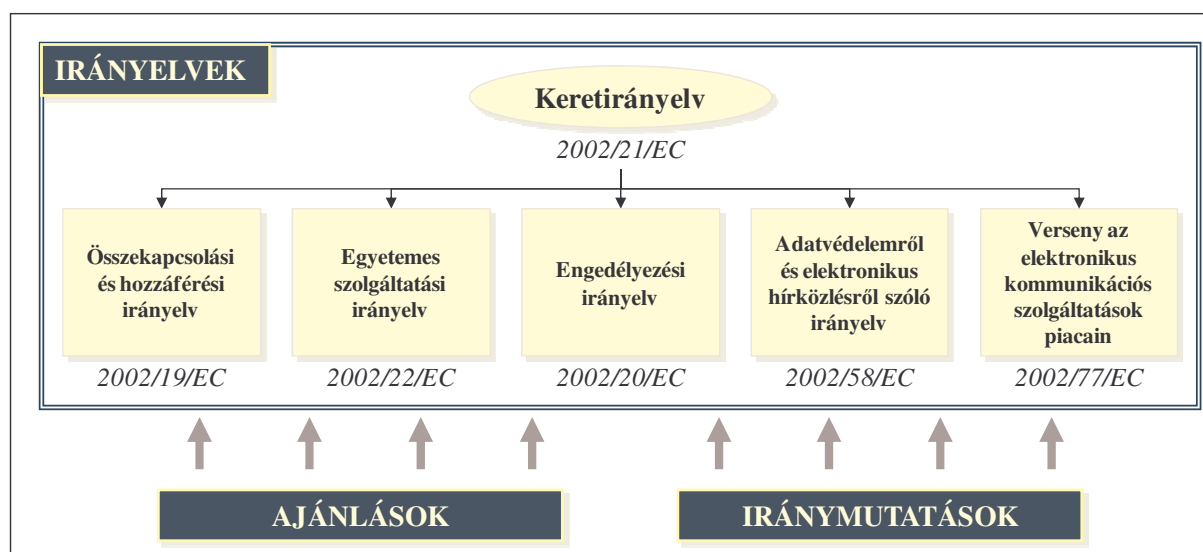 IRÁNYELVEK
Keretirányelv
2002/21/EC
Összekapcsolási
és hozzáférési
irányelv
2002/19/EC
Egyetemes
szolgáltatási
irányelv
2002/22/EC
Engedélyezési
irányelv
2002/20/EC
Adatvédelemről
és elektronikus
hírközlésről szóló
irányelv
2002/58/EC
Verseny az
elektronikus
kommunikációs
szolgáltatások
piacain
2002/77/EC
AJÁNLÁSOK
IRÁNYMUTATÁSOK